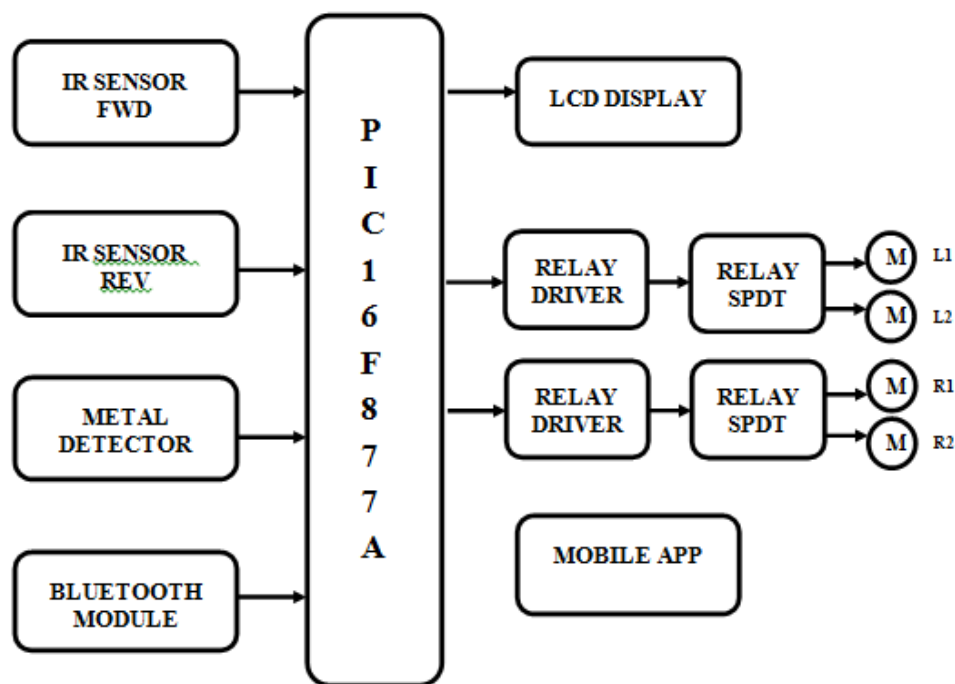 IR SENSOR
FWD
IR SENSOR
REV
METAL
DETECTOR
BLUETOOTH
MODULE
P
I
C
1
6
F
8
7
7
A
LCD DISPLAY
RELAY
DRIVER
RELAY
SPDT
M L1
M L2
RELAY
DRIVER
RELAY
SPDT
M R1
M R2
MOBILE APP